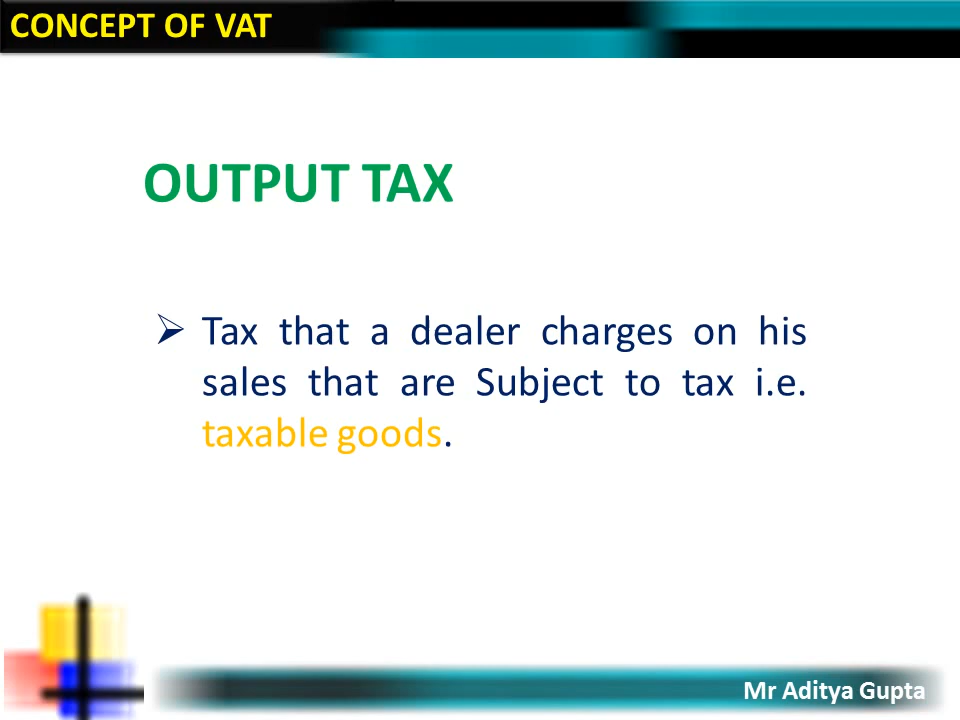 CONCEPT OF VAT
OUTPUT TAX
Tax that a dealer charges on his
sales that are Subject to tax i.e.
taxable goods.
Mr Aditya Gupta